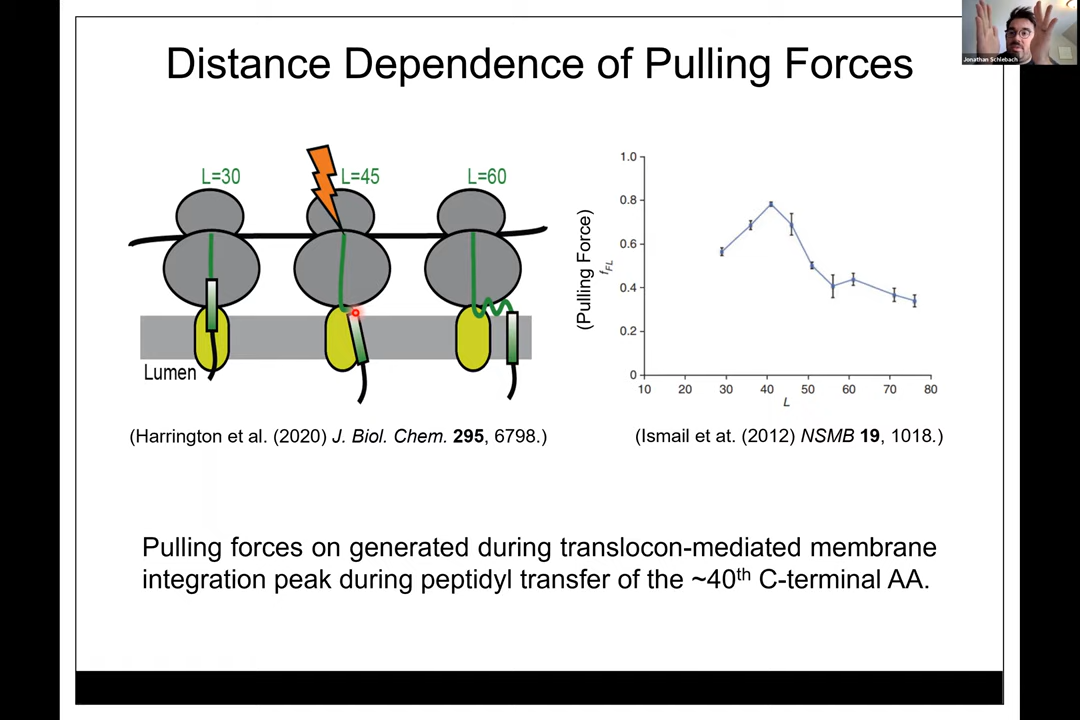 Jonathan Schlebach
Distance Dependence of Pulling Forces
L=30
L=45
L=60
Lumen
(Harrington et al. (2020) J. Biol. Chem. 295, 6798.)
(Pulling Force)
fFL
1.0
0.8
0.6
0.4
0.2
0
10 20 30 40 50 60 70 80
L
(Ismail et at. (2012) NSMB 19, 1018.)
Pulling forces on generated during translocon-mediated membrane
integration peak during peptidyl transfer of the ~40th C-terminal AA.